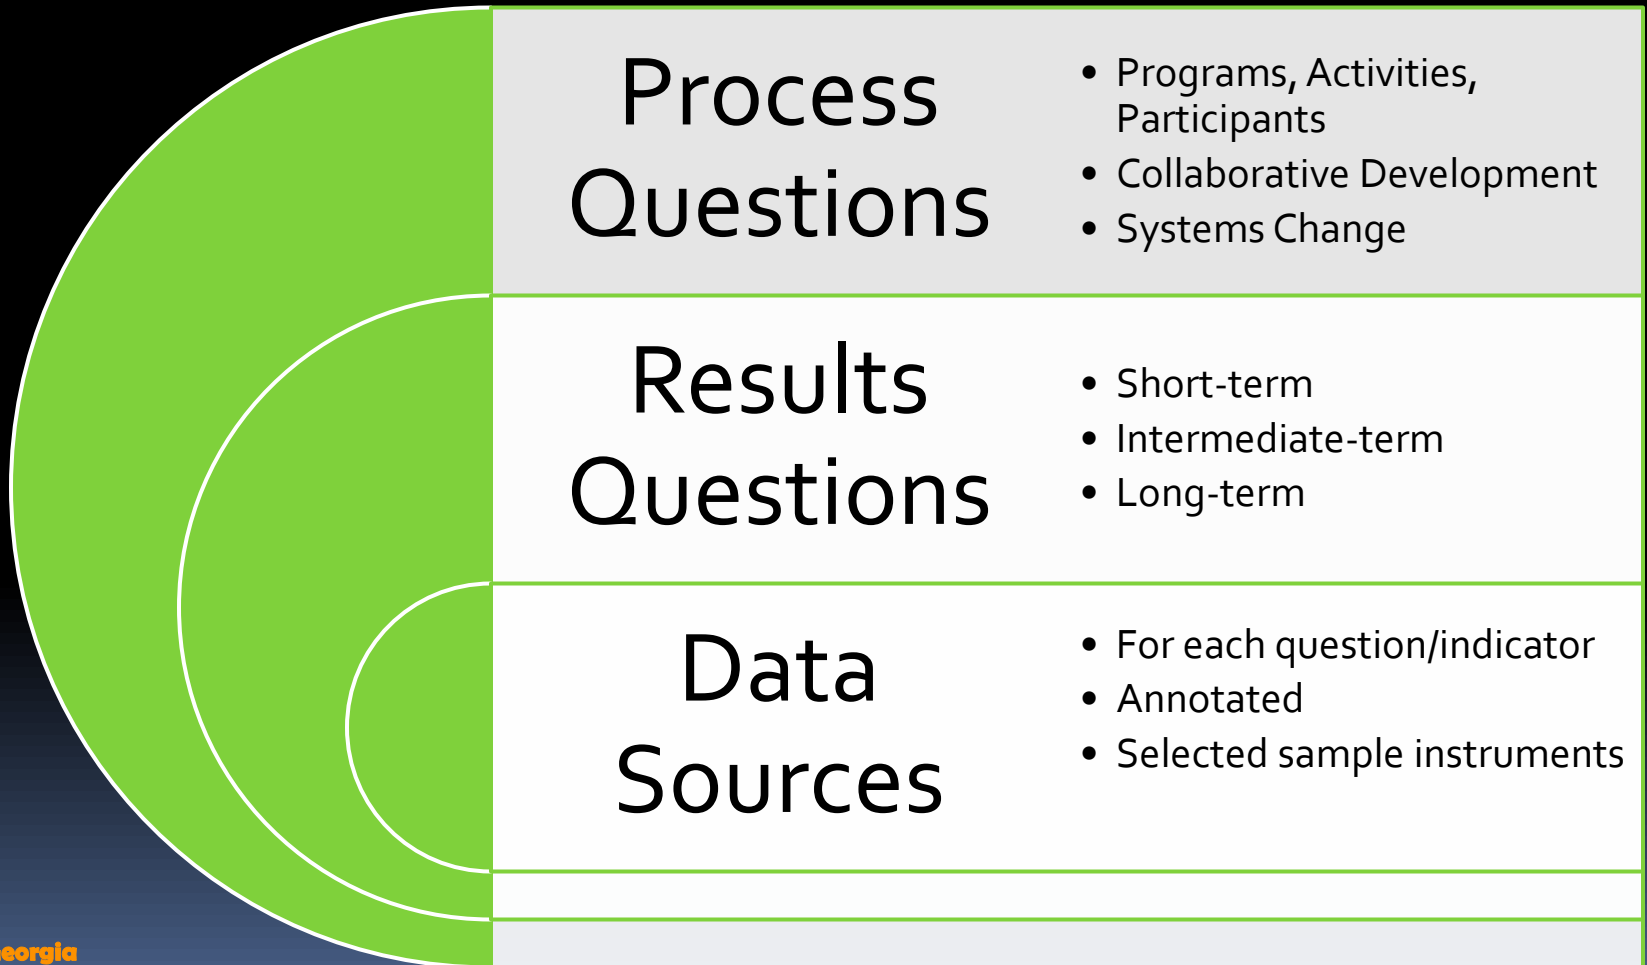 Process
Questions
• Programs, Activities,
Participants
• Collaborative Development
• Systems Change
Results
Questions
• Short-term
• Intermediate-term
• Long-term
Data
Sources
• For each question/indicator
• Annotated
• Selected sample instruments
eorgia